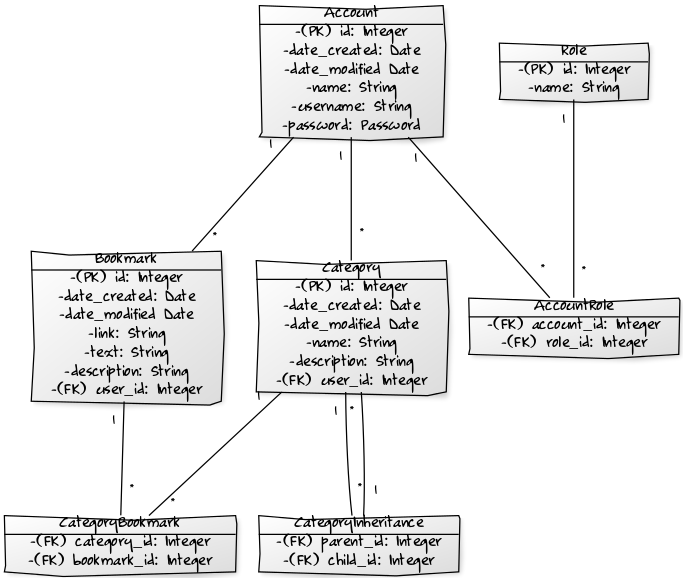 Account
-(PK) id: Integer
-date_created: Date
-date_modified Date
-name: String
-username: String
-password: Password
Role
-(PK) id: Integer
-name: String
1
1
1
1
*
*
*
*
Bookmark
-(PK) id: Integer
-date_created: Date
-date_modified Date
-link: String
-text: String
-description: String
-(FK) user_id: Integer
Category
-(PK) id: Integer
-date_created: Date
-date_modified Date
-name: String
-description: String
-(FK) user_id: Integer
AccountRole
-(FK) account_id: Integer
-(FK) role_id: Integer
1
1
1
*
*
*
*
1
CategoryBookmark
-(FK) category_id: Integer
-(FK) bookmark_id: Integer
CategoryInheritance
-(FK) parent_id: Integer
-(FK) child_id: Integer